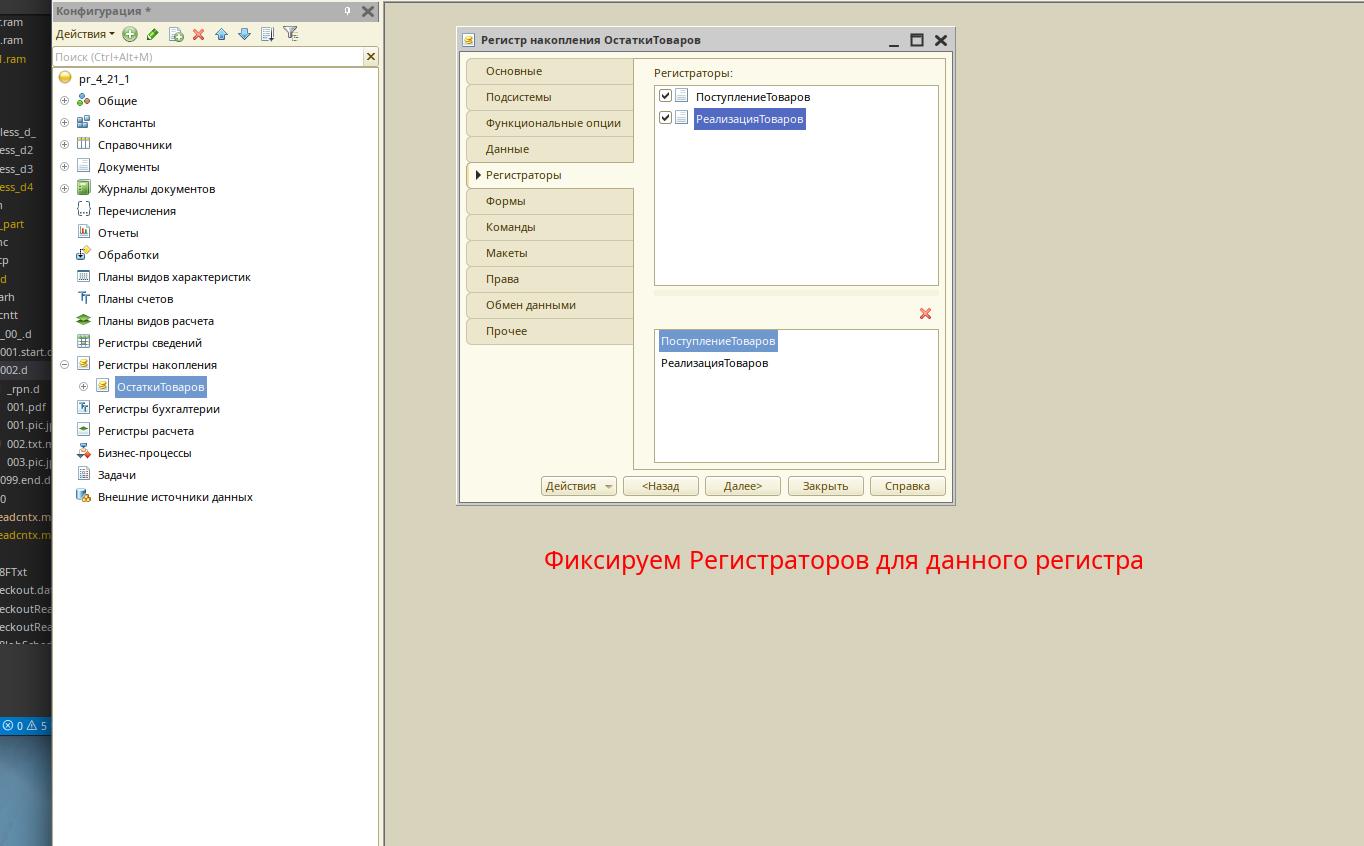 .ram
.ram
.ram
less_d_
ess_d2
ess_d3
ess_d4
_part
nc
cp
d
arh
cntt
_00_.d
001.start.d
002.d
_rpn.d
001.pdf
001.pic.j
002.txt.n
003.pic.j
099.end.d
0
eadcntx.m
eadcntx.m
8FTxt
eckout.dat
eckoutRea
eckoutRea
0 5
Конфигурация *
Действия
Поиск (Ctrl+Alt+M)
pr_4_21_1
Общие
Константы
Справочники
Документы
Журналы документов
Перечисления
Отчеты
Обработки
Планы видов характеристик
Планы счетов
Планы видов расчета
Регистры сведений
Регистры накопления
ОстаткиТоваров
Регистры бухгалтерии
Регистры расчета
Бизнес-процессы
Задачи
Внешние источники данных
Регистр накопления ОстаткиТоваров
Основные
Подсистемы
Функциональные опции
Данные
Регистраторы
Формы
Команды
Макеты
Права
Обмен данными
Прочее
Регистраторы:
ПоступлениеТоваров
РеализацияТоваров
ПоступлениеТоваров
РеализацияТоваров
Действия
<Назад
Далее>
Закрыть
Справка
Фиксируем Регистраторов для данного регистра